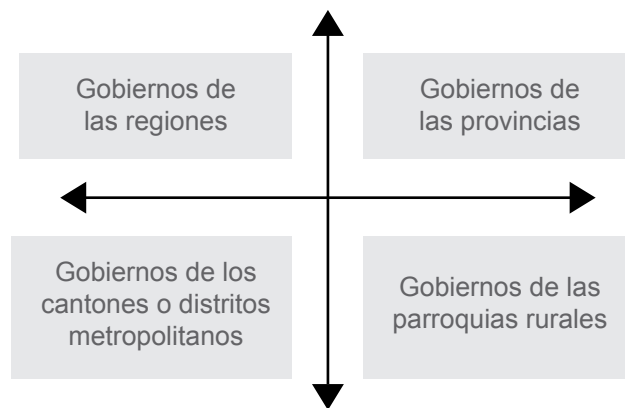 Gobiernos de
las regiones
Gobiernos de
las provincias
Gobiernos de los
cantones o distritos
metropolitanos
Gobiernos de las
parroquias rurales